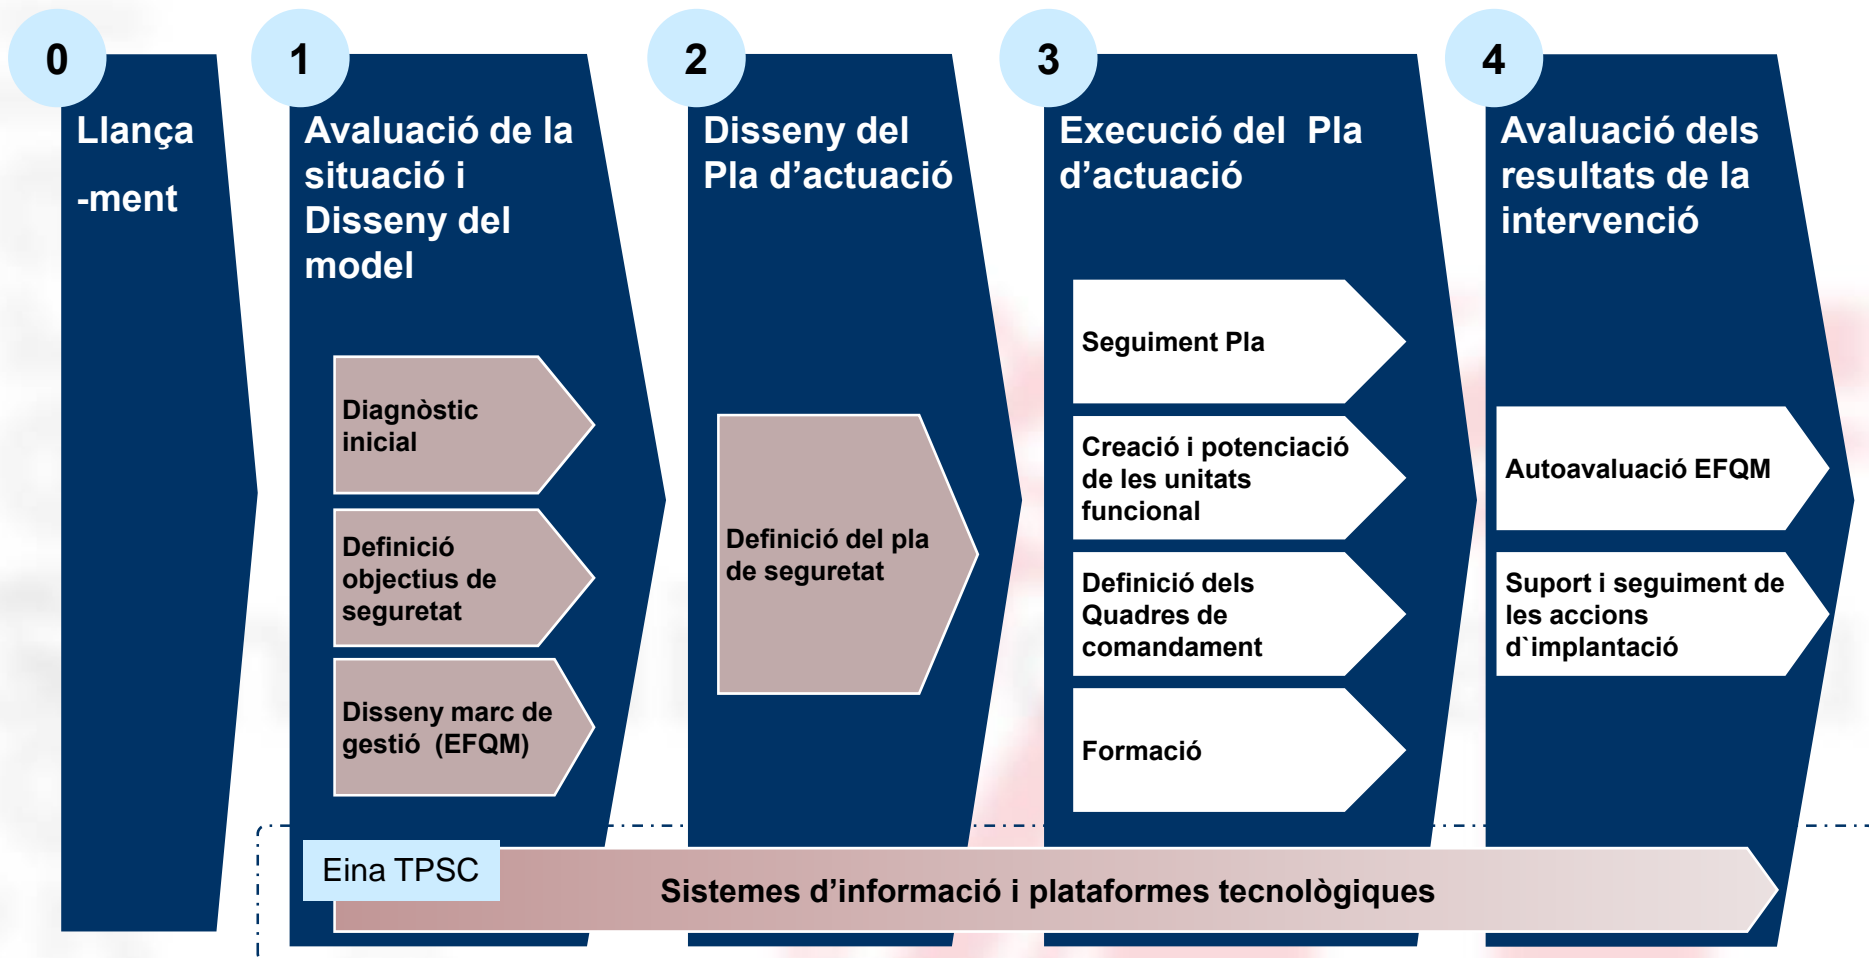 0
Llança
-ment
1
Avaluació de la
situació i
Disseny del
model
Diagnòstic
inicial
Definició
objectius de
seguretat
Disseny marc de
gestió  (EFQM)
2
Disseny del
Pla d’actuació
Definició del pla
de seguretat
3
Execució del  Pla
d’actuació
Seguiment Pla
Creació i potenciació
de les unitats
funcional
Definició dels
Quadres de
comandament
Formació
4
Avaluació dels
resultats de la
intervenció
Autoavaluació EFQM
Suport i seguiment de
les accions
d`implantació
Eina TPSC
Sistemes d’informació i plataformes tecnològiques